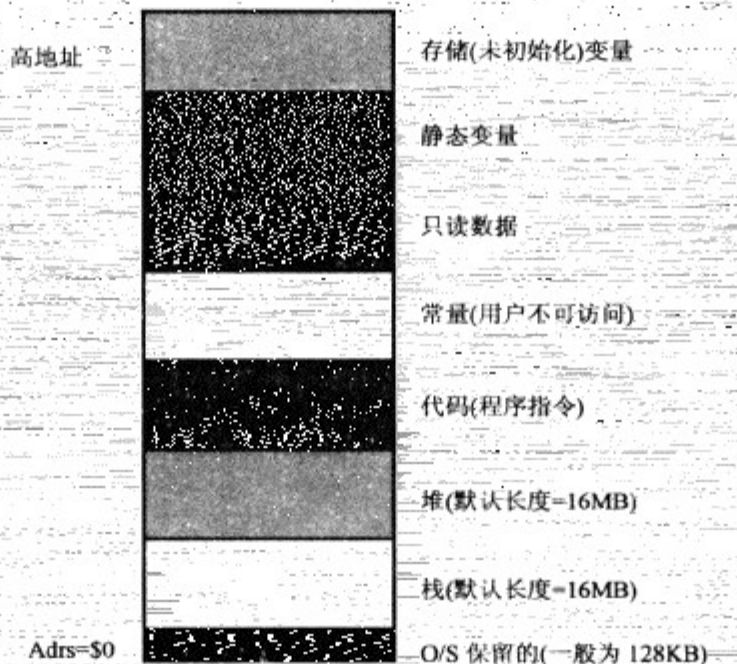 高地址
存储(未初始化)变量
静态变量
只读数据
常量(用户不可访问)
代码(程序指令)
堆(默认长度=16MB)
栈(默认长度=16MB)
Adrs=$0
O/S 保留的(一般为 128KB)